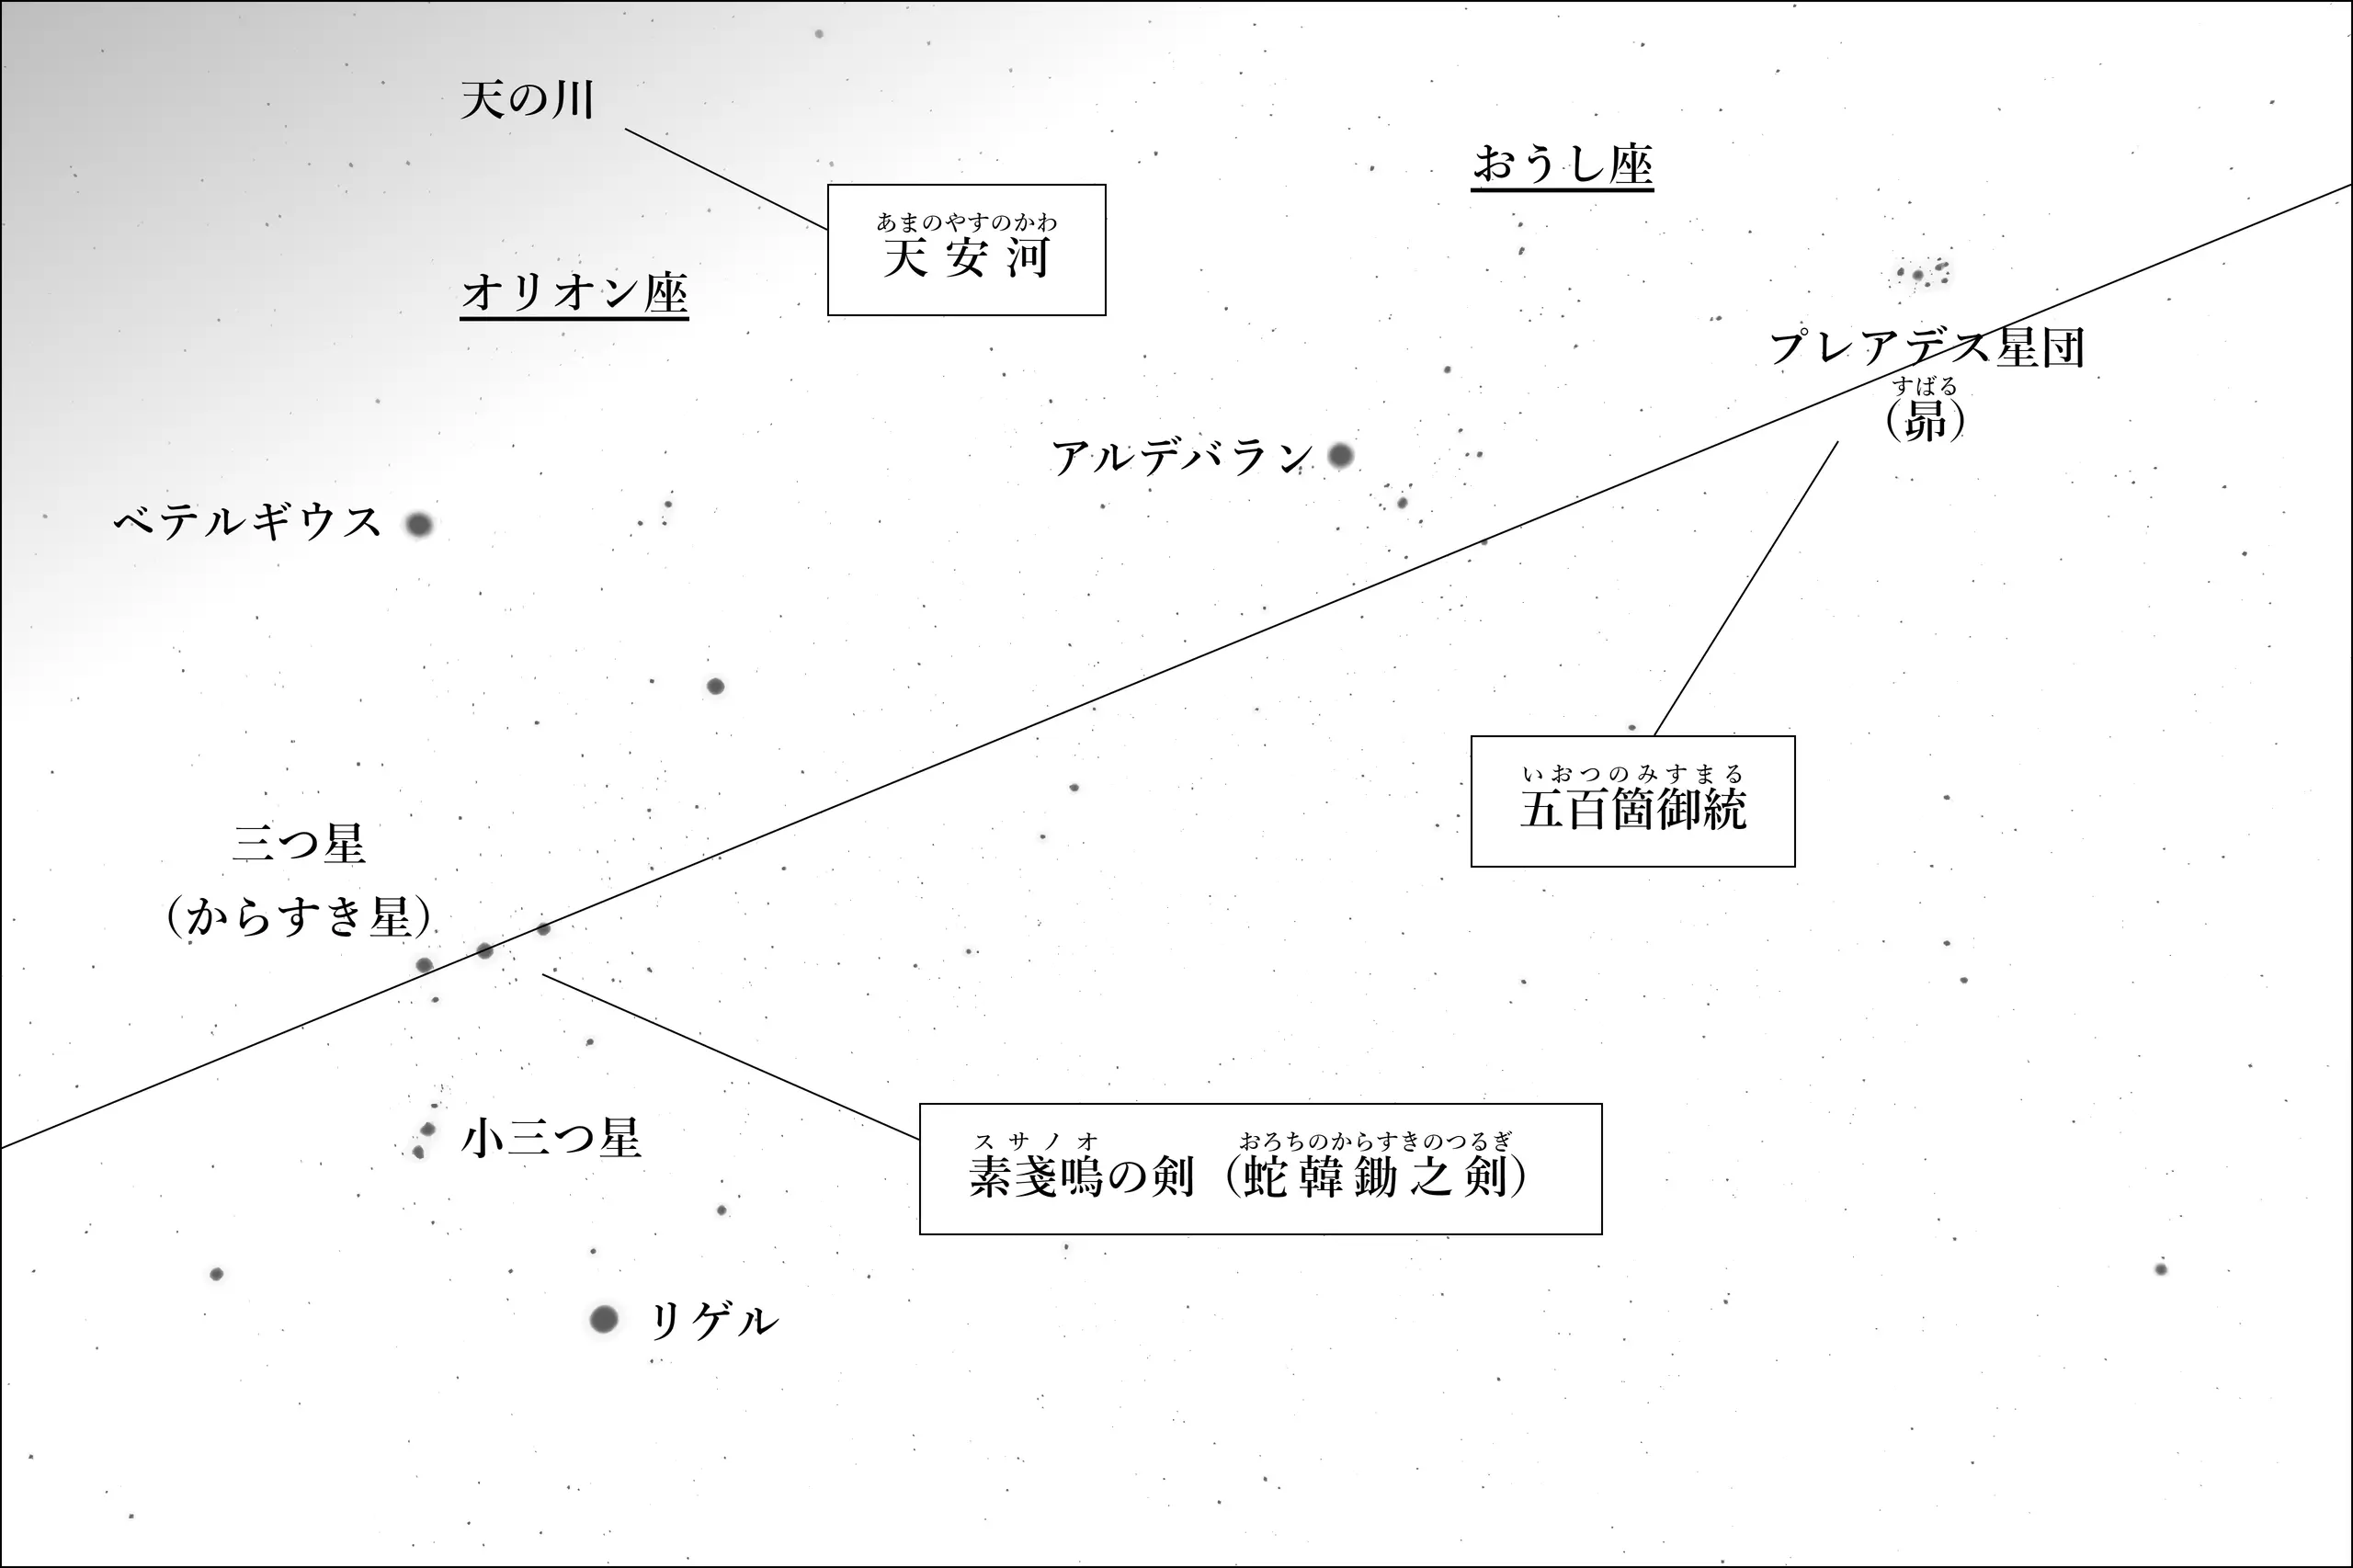 天の川
おうし座
あまのやすのかわ
天安河
オリオン座
プレアデス星団
すばる
（昴）
アルデバラン
ベテルギウス
いおつのみすまる
五百箇御統
三つ星
（からすき星）
小三つ星
スサノオ おろちのからすきのつるぎ
素戔嗚の剣（蛇韓鋤之剣）
リゲル